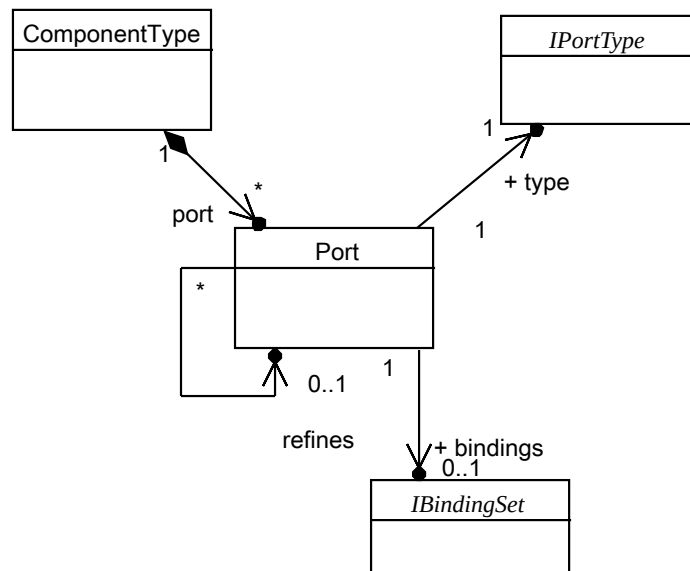 ComponentType
IPortType
1
1
*
+ type
port
1
Port
*
1
0..1
refines
+ bindings
0..1
IBindingSet